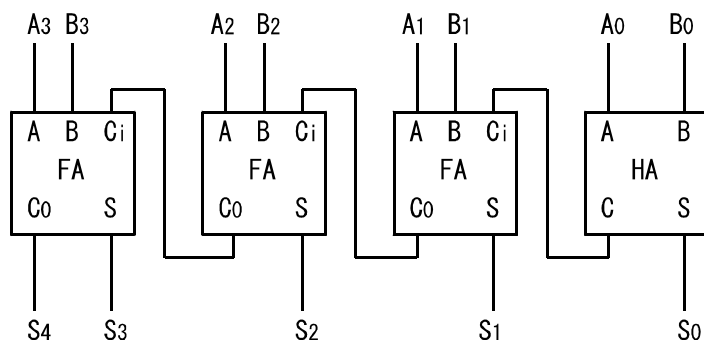 A3 B3 A2 B2 A1 B1 A0 B0
A B Ci A B Ci A B Ci A B
FA FA FA HA
Co S Co S Co S C S
S4 S3 S2 S1 S0